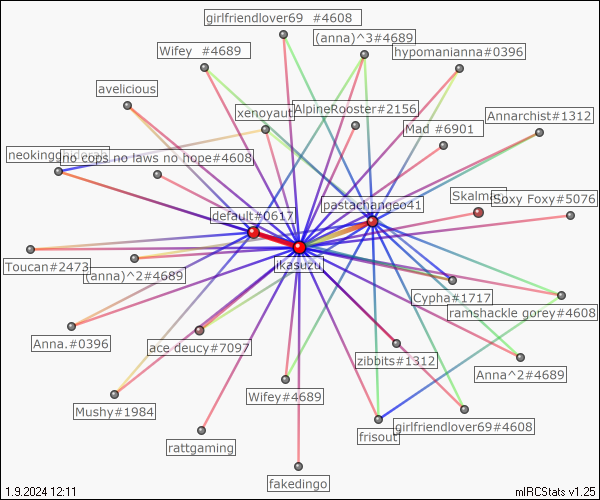 girlfriendlover69 #4608
(anna)^3#4689
Wifey #4689
hypomanianna#0396
avelicious
AlpineRooster#2156
xenoyaut
Annarchist#1312
Mad #6901
no cops no laws no hope#4608
Skalman
Soxy Foxy#5076
pastachangeo41
default#0617
ikasuzu
Toucan#2473
(anna)^2#4689
Cypha#1717
ramshackle gorey#4608
Anna.#0396
ace deucy#7097
zibbits#1312
Anna^2#4689
Wifey#4689
Mushy#1984
girlfriendlover69#4608
frisout
rattgaming
fakedingo
1.9.2024 12:11
mIRCStats v1.25